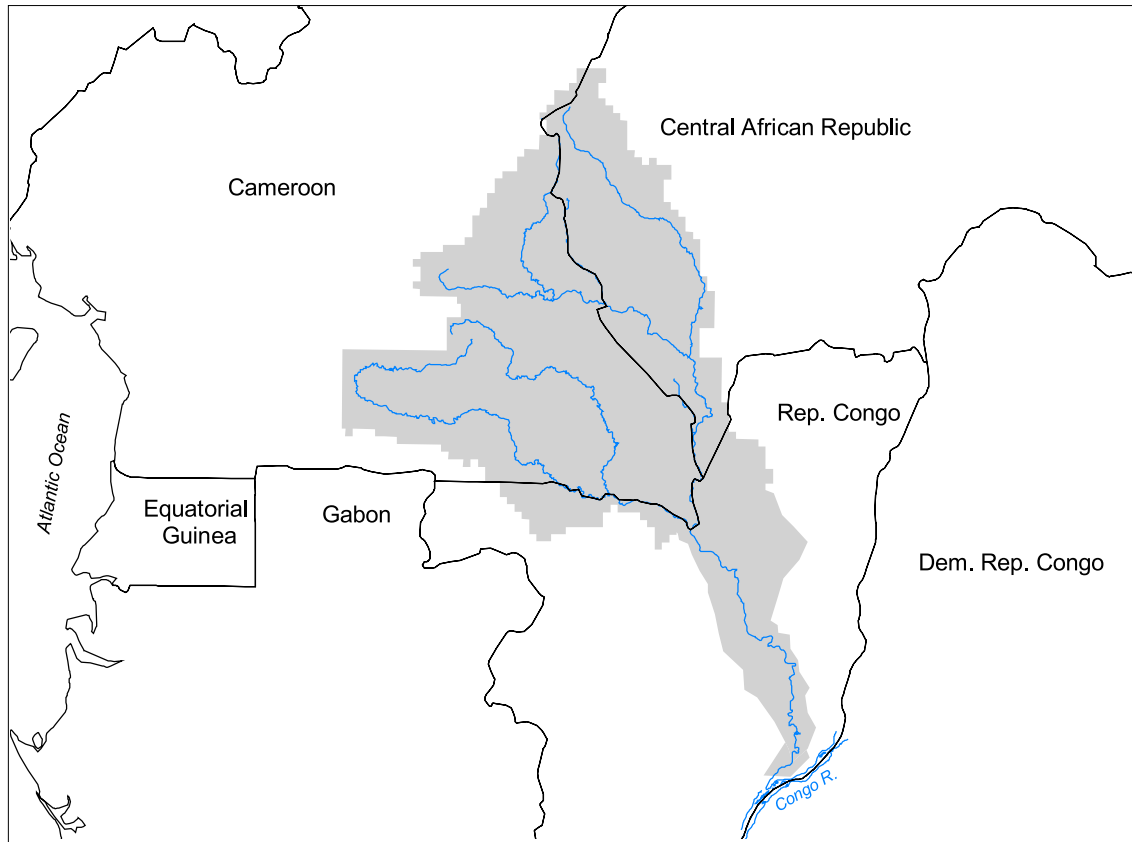 Central African Republic
Cameroon
Rep. Congo
Atlantic Ocean
Equatorial
Guinea
Gabon
Dem. Rep. Congo
Congo R.